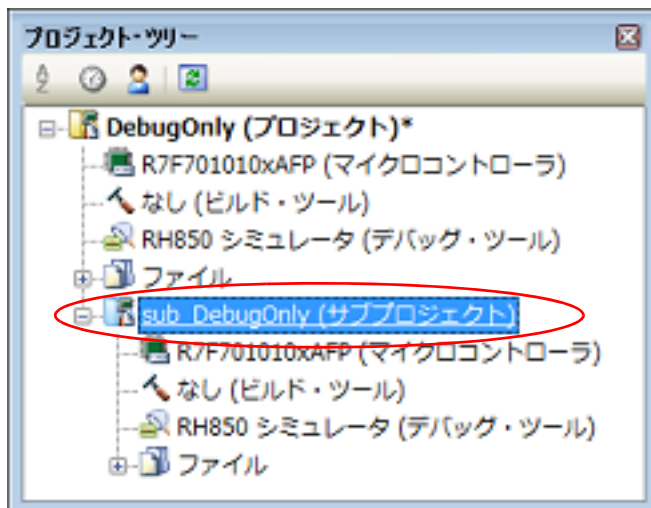 プロジェクト・ツリー
DebugOnly (プロジェクト)*
R7F701010xAFP (マイクロコントローラ)
なし (ビルド・ツール)
RH850 シミュレータ (デバッグ・ツール)
ファイル
sub_DebugOnly (サブプロジェクト)
R7F701010xAFP (マイクロコントローラ)
なし (ビルド・ツール)
RH850 シミュレータ (デバッグ・ツール)
ファイル